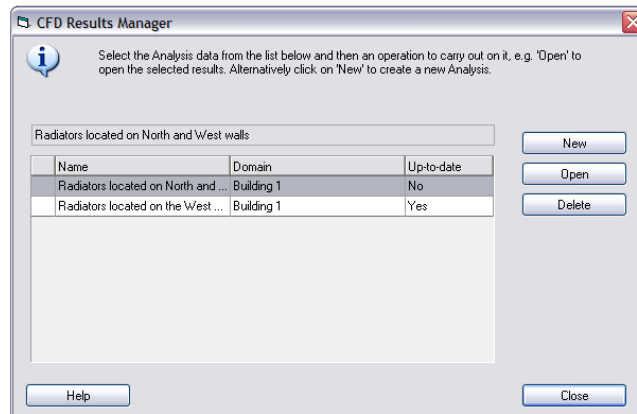 CFD Results Manager
Select the Analysis data from the list below and then an operation to carry out on it, e.g. 'Open' to
open the selected results. Alternatively click on 'New' to create a new Analysis.
Radiators located on North and West walls
New
Name Domain Up-to-date
Open
Radiators located on North and ... Building 1 No
Radiators located on the West ... Building 1 Yes
Delete
Help
Close